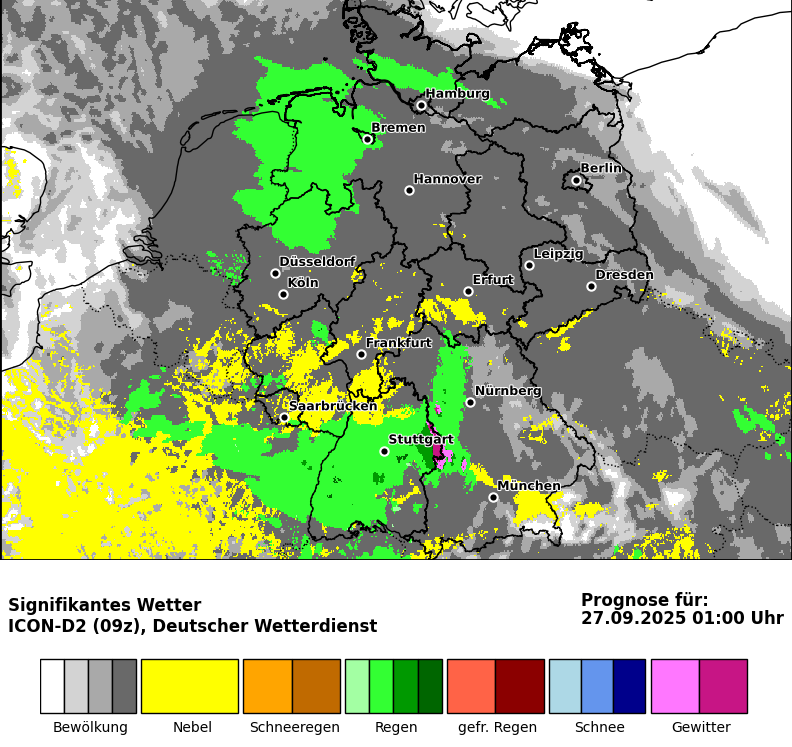 Hamburg
Bremen
Berlin
Hannover
Leipzig
Düsseldorf
Dresden
Köln
Erfurt
Frankfurt
Nürnberg
Saarbrücken
Stuttgart
München
Signifikantes Wetter
ICON-D2 (09z), Deutscher Wetterdienst
Prognose für:
27.09.2025 01:00 Uhr
Bewölkung
Nebel
Schneeregen
Regen
gefr. Regen
Schnee
Gewitter